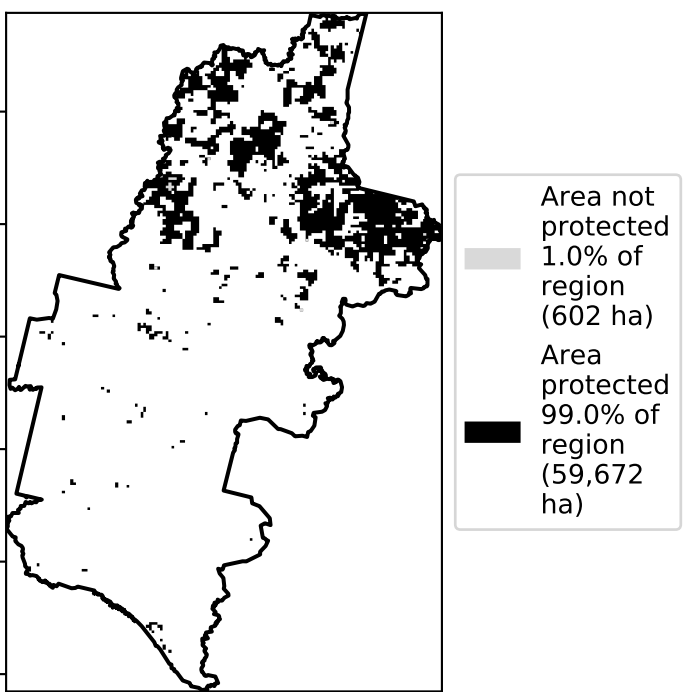 Area not
protected
1.0% of
region
(602 ha)
Area
protected
99.0% of
region
(59,672
ha)